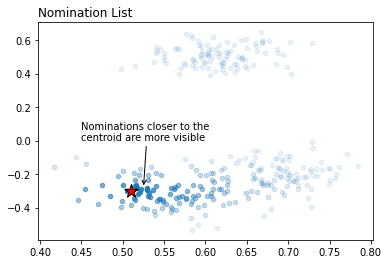 Nomination List
0.6
0.4
0.2
0.0
−0.2
−0.4
Nominations closer to the
centroid are more visible
0.40 0.45 0.50 0.55 0.60 0.65 0.70 0.75 0.80